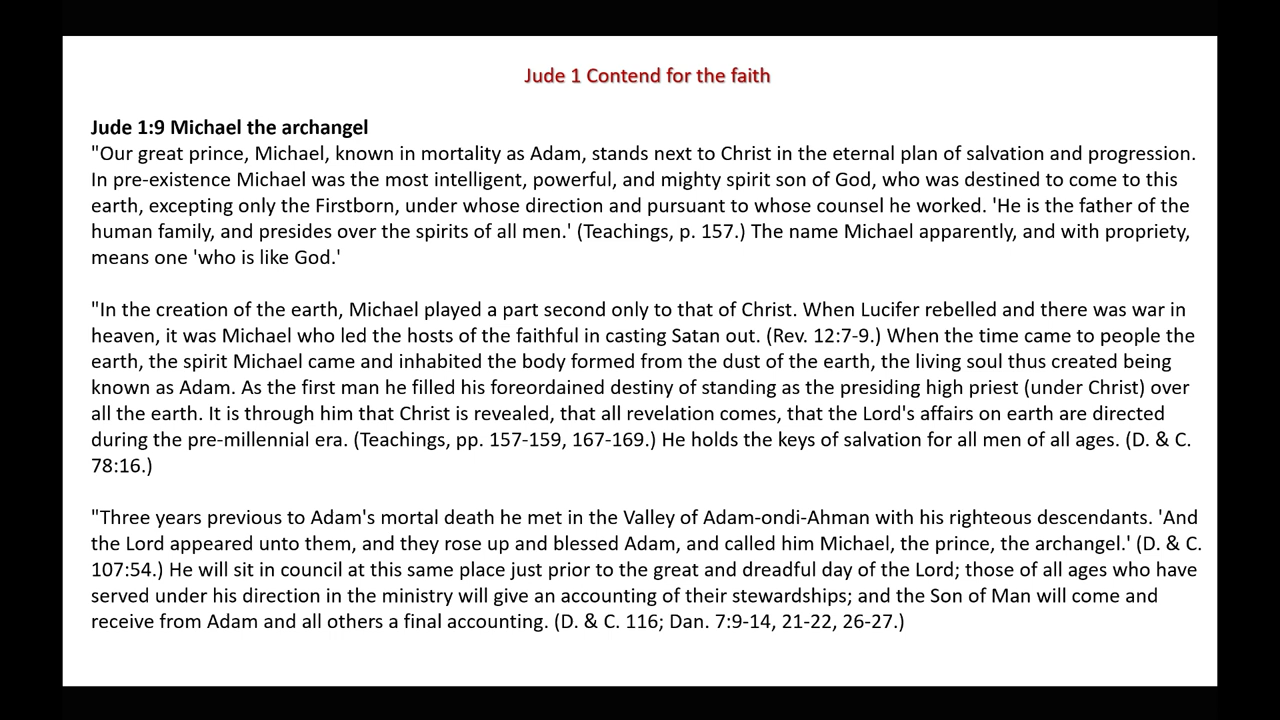 Jude 1 Contend for the faith
Jude 1:9 Michael the archangel
"Our great prince, Michael, known in mortality as Adam, stands next to Christ in the eternal plan of salvation and progression.
In pre-existence Michael was the most intelligent, powerful, and mighty spirit son of God, who was destined to come to this
earth, excepting only the Firstborn, under whose direction and pursuant to whose counsel he worked. 'He is the father of the
human family, and presides over the spirits of all men.' (Teachings, p. 157.) The name Michael apparently, and with propriety,
means one 'who is like God.'
"In the creation of the earth, Michael played a part second only to that of Christ. When Lucifer rebelled and there was war in
heaven, it was Michael who led the hosts of the faithful in casting Satan out. (Rev. 12:7-9.) When the time came to people the
earth, the spirit Michael came and inhabited the body formed from the dust of the earth, the living soul thus created being
known as Adam. As the first man he filled his foreordained destiny of standing as the presiding high priest (under Christ) over
all the earth. It is through him that Christ is revealed, that all revelation comes, that the Lord's affairs on earth are directed
during the pre-millennial era. (Teachings, pp. 157-159, 167-169.) He holds the keys of salvation for all men of all ages. (D. & C.
78:16.)
"Three years previous to Adam's mortal death he met in the Valley of Adam-ondi-Ahman with his righteous descendants. 'And
the Lord appeared unto them, and they rose up and blessed Adam, and called him Michael, the prince, the archangel.' (D. & C.
107:54.) He will sit in council at this same place just prior to the great and dreadful day of the Lord; those of all ages who have
served under his direction in the ministry will give an accounting of their stewardships; and the Son of Man will come and
receive from Adam and all others a final accounting. (D. & C. 116; Dan. 7:9-14, 21-22, 26-27.)